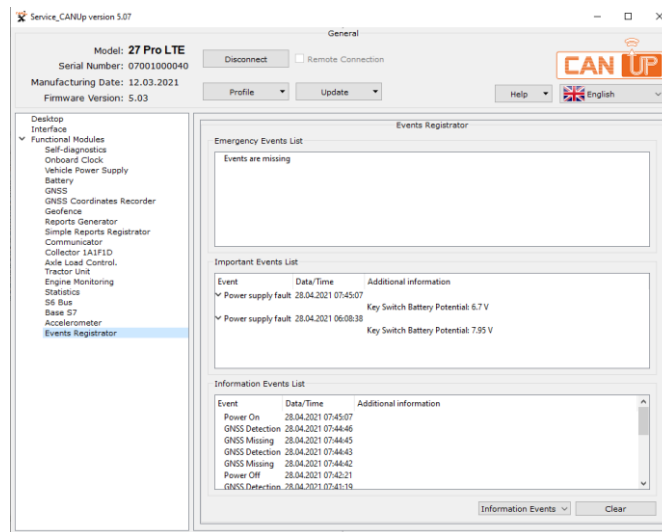 Service_CANUp version 5.07
General
Model: 27 Pro LTE
Serial Number: 07001000040
Manufacturing Date: 12.03.2021
Firmware Version: 5.03
Disconnect
Remote Connection
Profile
Update
Help
English
CAN UP
Desktop
Interface
Functional Modules
Self-diagnostics
Onboard Clock
Vehicle Power Supply
Battery
GNSS
GNSS Coordinates Recorder
Geofence
Reports Generator
Simple Reports Registrator
Communicator
Collector 1A1F1D
Axle Load Control.
Tractor Unit
Engine Monitoring
Statistics
S6 Bus
Base S7
Accelerometer
Events Registrator
Events Registrator
Emergency Events List
Events are missing
Important Events List
Event Data/Time Additional information
Power supply fault 28.04.2021 07:45:07
Key Switch Battery Potential: 6.7 V
Power supply fault 28.04.2021 06:08:38
Key Switch Battery Potential: 7.95 V
Information Events List
Event Data/Time Additional information
Power On 28.04.2021 07:45:07
GNSS Detection 28.04.2021 07:44:46
GNSS Missing 28.04.2021 07:44:45
GNSS Detection 28.04.2021 07:44:43
GNSS Missing 28.04.2021 07:44:42
Power Off 28.04.2021 07:42:21
GNSS Detection 28.04.2021 07:41:19
Information Events
Clear